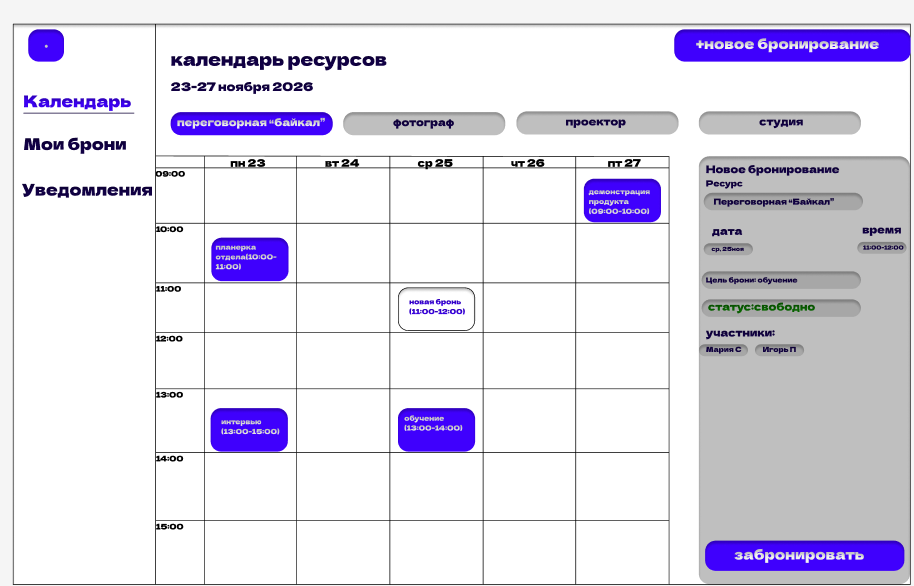 +новое бронирование
календарь ресурсов
23-27 ноября 2026
Календарь
Мои брони
Уведомления
переговорная “байкал”
фотограф
проектор
студия
пн 23
вт 24
ср 25
чт 26
пт 27
09:00
демонстрация
продукта
(09:00-10:00)
10:00
планерка
отдела(10:00-
11:00)
11:00
новая бронь
(11:00-12:00)
12:00
13:00
интервью
(13:00-15:00)
обучение
(13:00-14:00)
14:00
15:00
Новое бронирование
Ресурс
Переговорная “Байкал”
дата
время
ср, 25ноя
11:00-12:00
Цель брони: обучение
статус:свободно
участники:
Мария С
Игорь П
забронировать